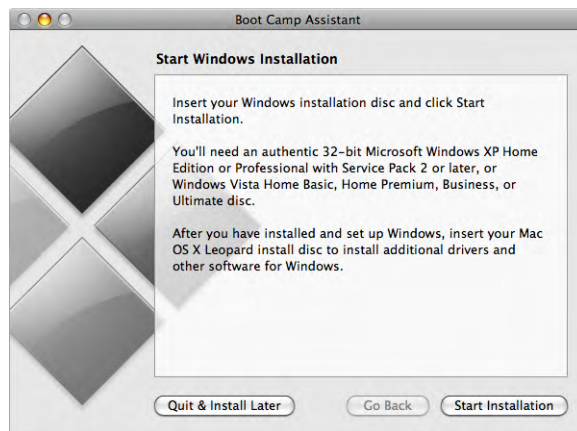 Boot Camp Assistant
Start Windows Installation
Insert your Windows installation disc and click Start
Installation.
You'll need an authentic 32-bit Microsoft Windows XP Home
Edition or Professional with Service Pack 2 or later, or
Windows Vista Home Basic, Home Premium, Business, or
Ultimate disc.
After you have installed and set up Windows, insert your Mac
OS X Leopard install disc to install additional drivers and
other software for Windows.
Quit & Install Later
Go Back
Start Installation